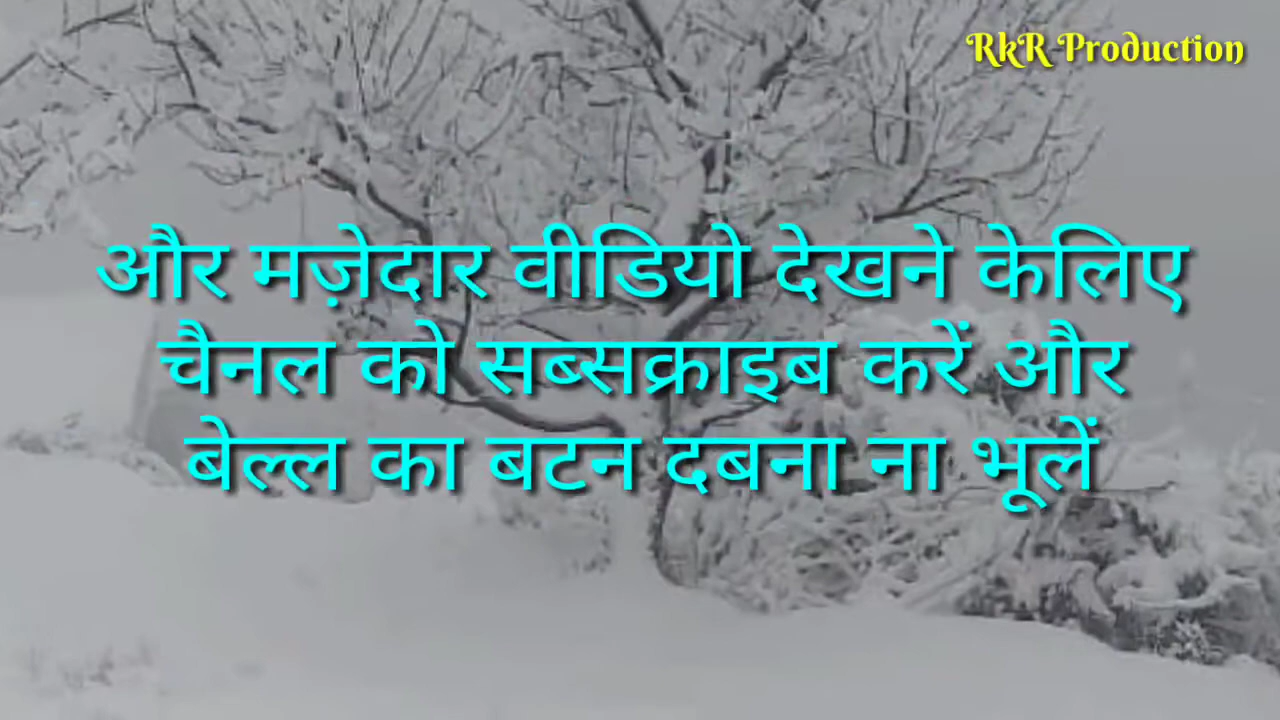 RkR Production
और मज़ेदार वीडियो देखने केलिए
चैनल को सब्सक्राइब करें और
बेल्ल का बटन दबना ना भूलें